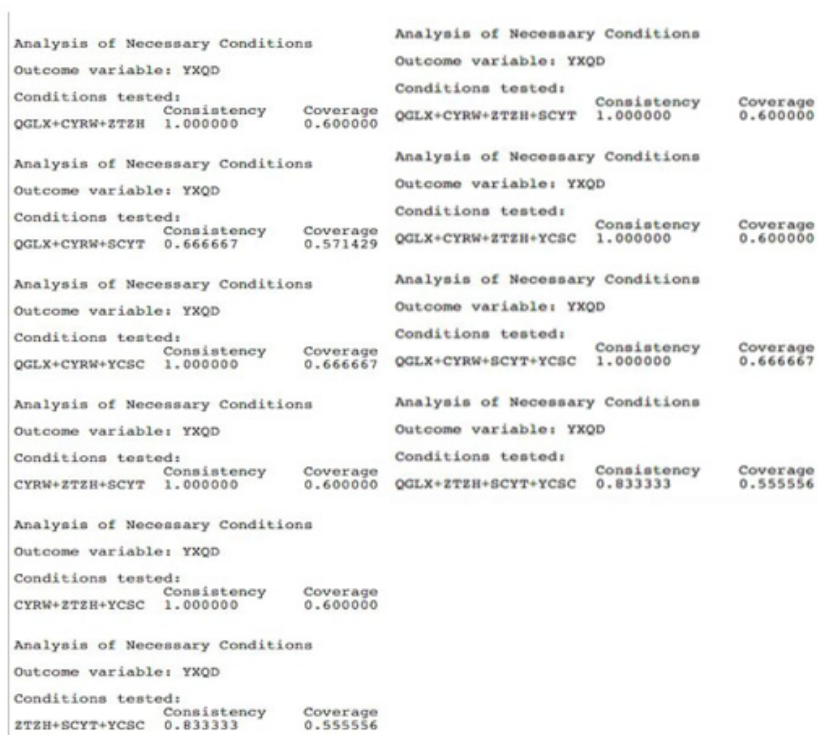 Analysis of Necessary Conditions
Outcome variable: YXQD
Conditions tested:
Consistency Coverage
QGLX+CYRW+ZTZH 1.000000 0.600000
Analysis of Necessary Conditions
Outcome variable: YXQD
Conditions tested:
Consistency Coverage
QGLX+CYRW+SCYT 0.666667 0.571429
Analysis of Necessary Conditions
Outcome variable: YXQD
Conditions tested:
Consistency Coverage
QGLX+CYRW+YCSC 1.000000 0.666667
Analysis of Necessary Conditions
Outcome variable: YXQD
Conditions tested:
Consistency Coverage
CYRW+ZTZH+SCYT 1.000000 0.600000
Analysis of Necessary Conditions
Outcome variable: YXQD
Conditions tested:
Consistency Coverage
CYRW+ZTZH+YCSC 1.000000 0.600000
Analysis of Necessary Conditions
Outcome variable: YXQD
Conditions tested:
Consistency Coverage
ZTZH+SCYT+YCSC 0.833333 0.555556
Analysis of Necessary Conditions
Outcome variable: YXQD
Conditions tested:
Consistency Coverage
QGLX+CYRW+ZTZH+SCYT 1.000000 0.600000
Analysis of Necessary Conditions
Outcome variable: YXQD
Conditions tested:
Consistency Coverage
QGLX+CYRW+ZTZH+YCSC 1.000000 0.600000
Analysis of Necessary Conditions
Outcome variable: YXQD
Conditions tested:
Consistency Coverage
QGLX+CYRW+SCYT+YCSC 1.000000 0.666667
Analysis of Necessary Conditions
Outcome variable: YXQD
Conditions tested:
Consistency Coverage
QGLX+ZTZH+SCYT+YCSC 0.833333 0.555556